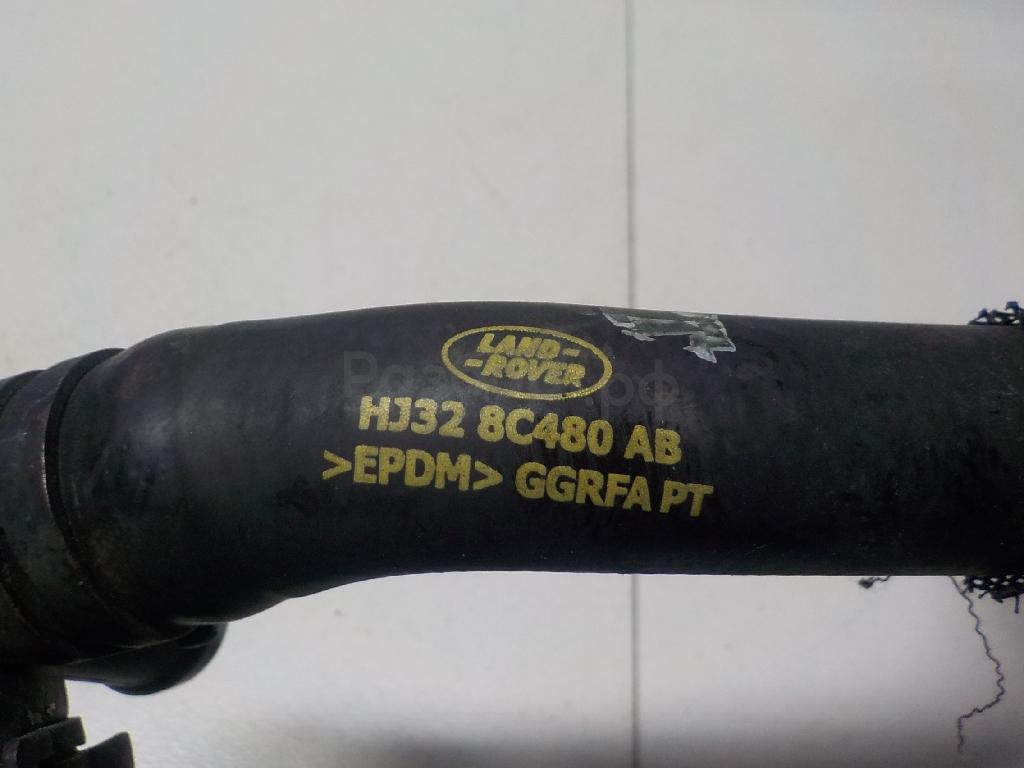 LAND-
-ROVER
HJ32 8C480 AB
>EPDM> GGRFA PT